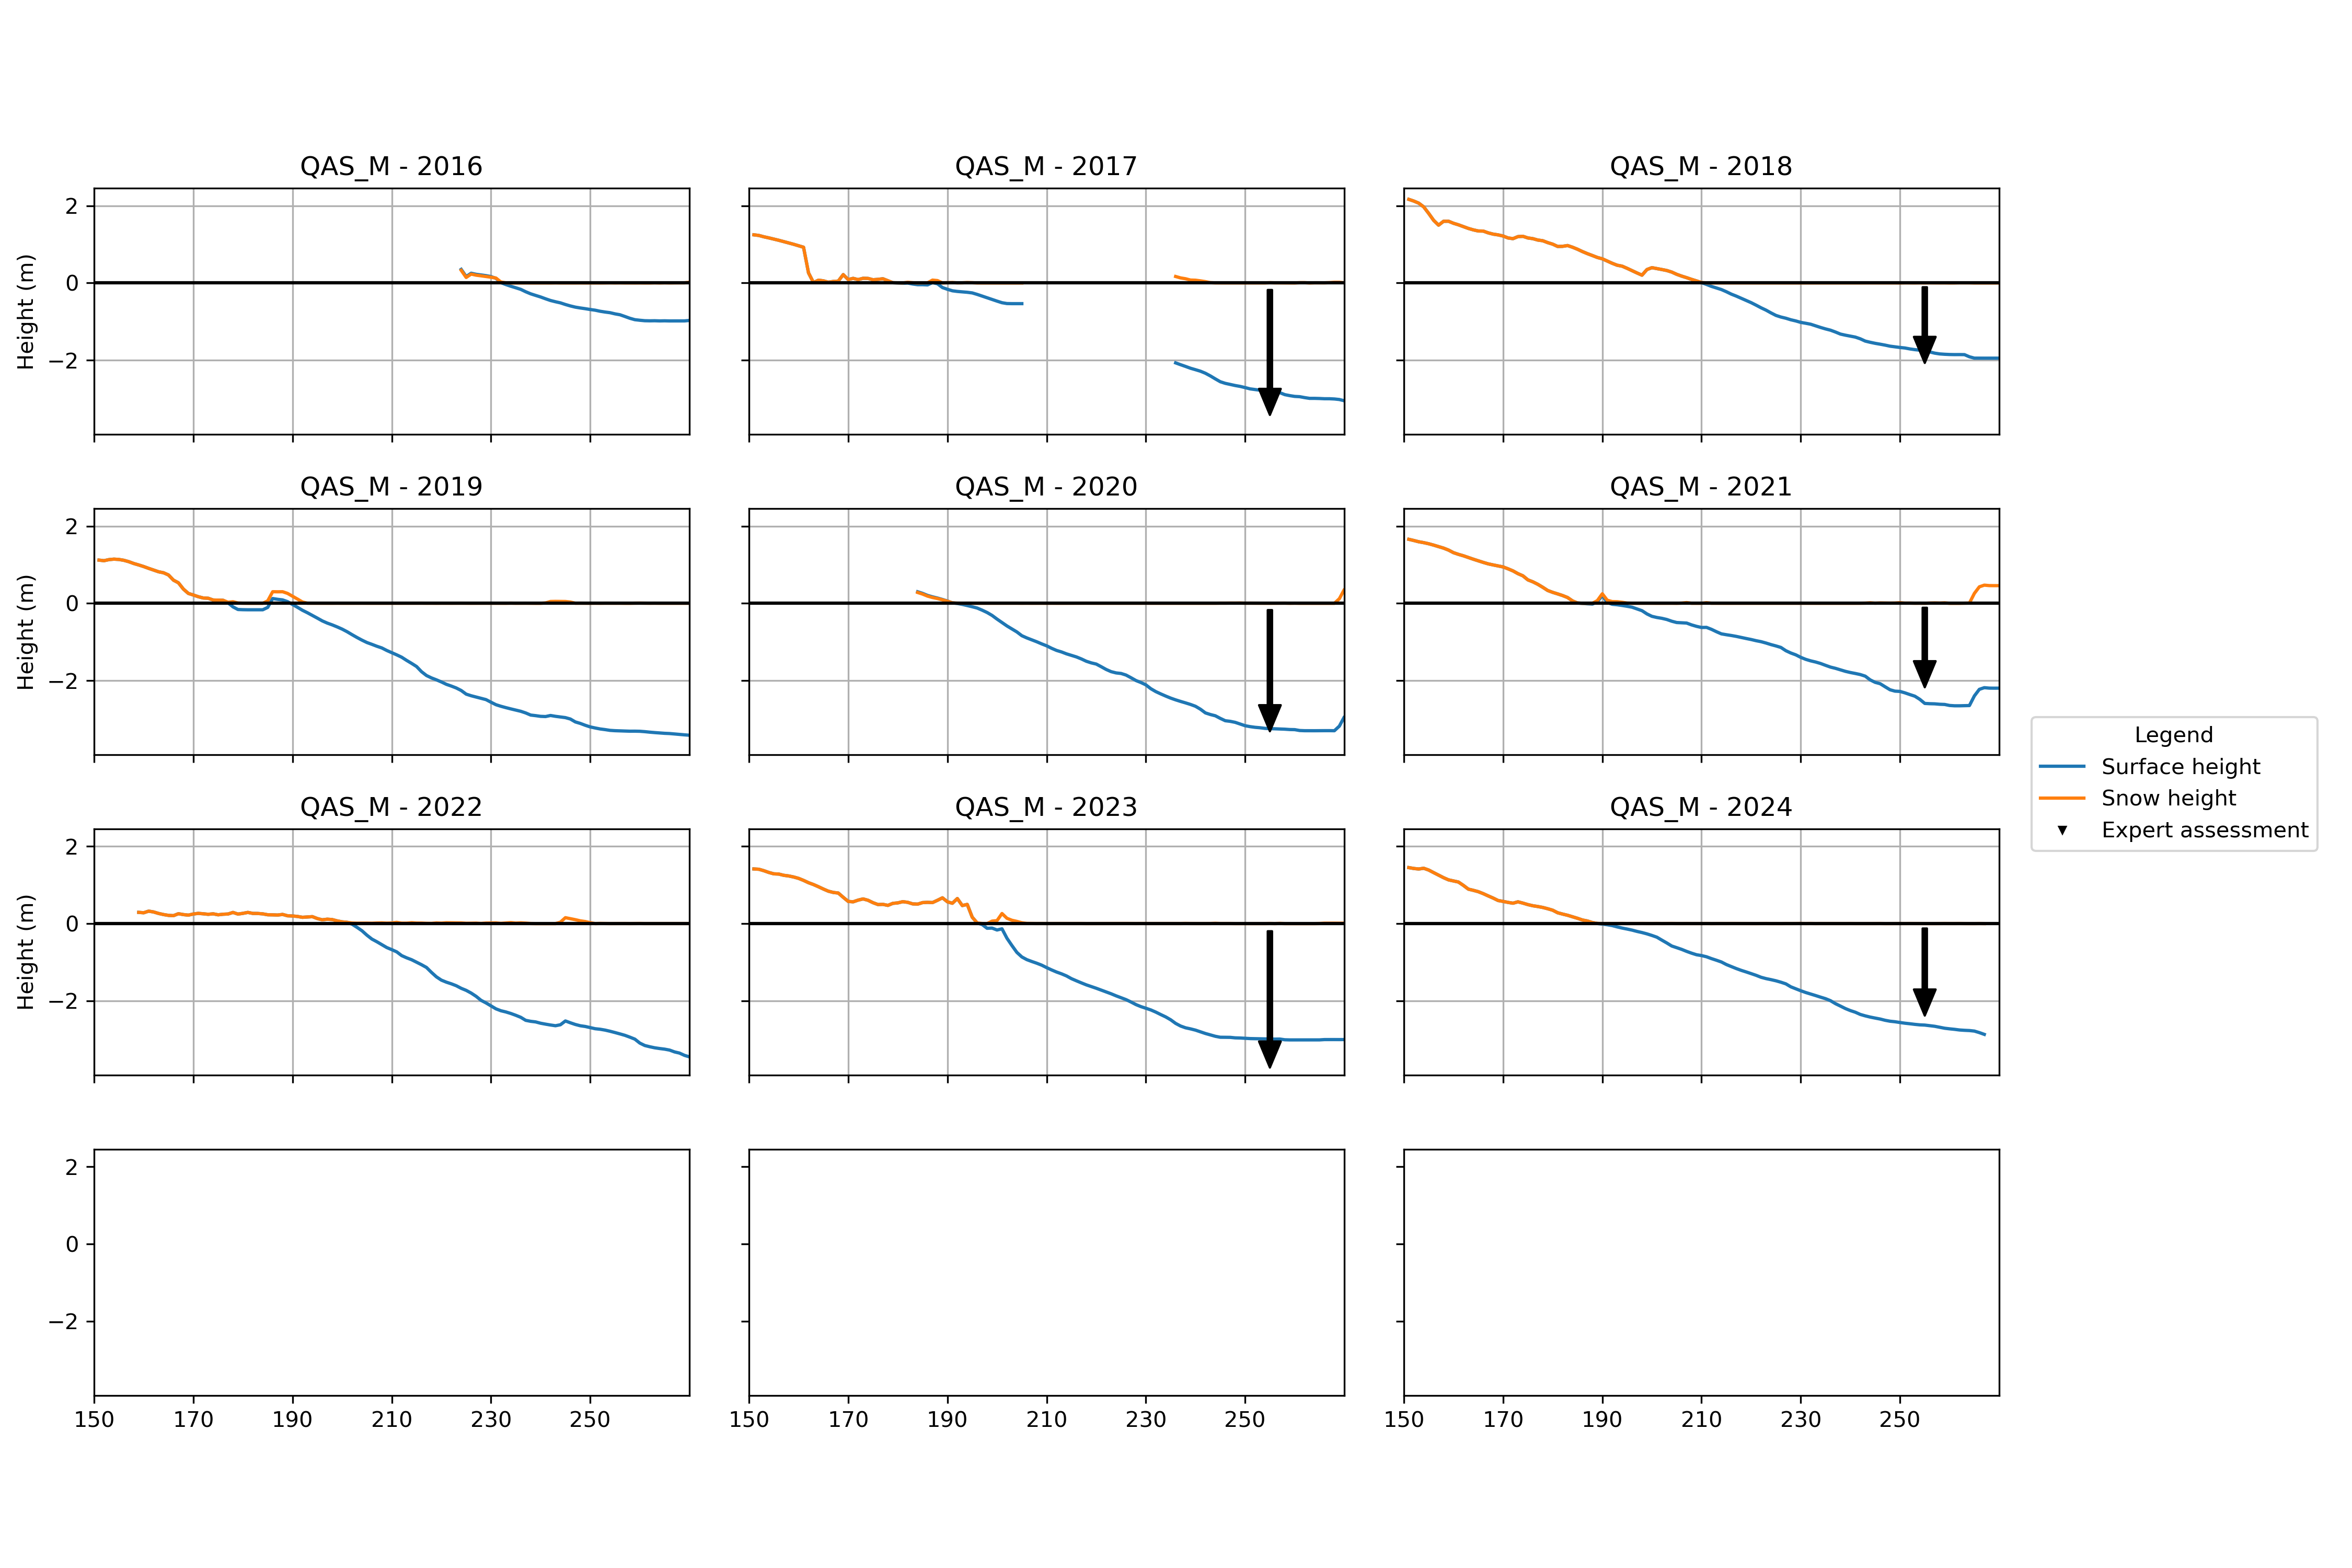 QAS_M - 2016
QAS_M - 2017
QAS_M - 2018
2
0
−2
Height (m)
QAS_M - 2019
QAS_M - 2020
QAS_M - 2021
2
0
−2
Height (m)
Legend
Surface height
Snow height
Expert assessment
QAS_M - 2022
QAS_M - 2023
QAS_M - 2024
2
0
−2
Height (m)
2
0
−2
150 170 190 210 230 250
150 170 190 210 230 250
150 170 190 210 230 250